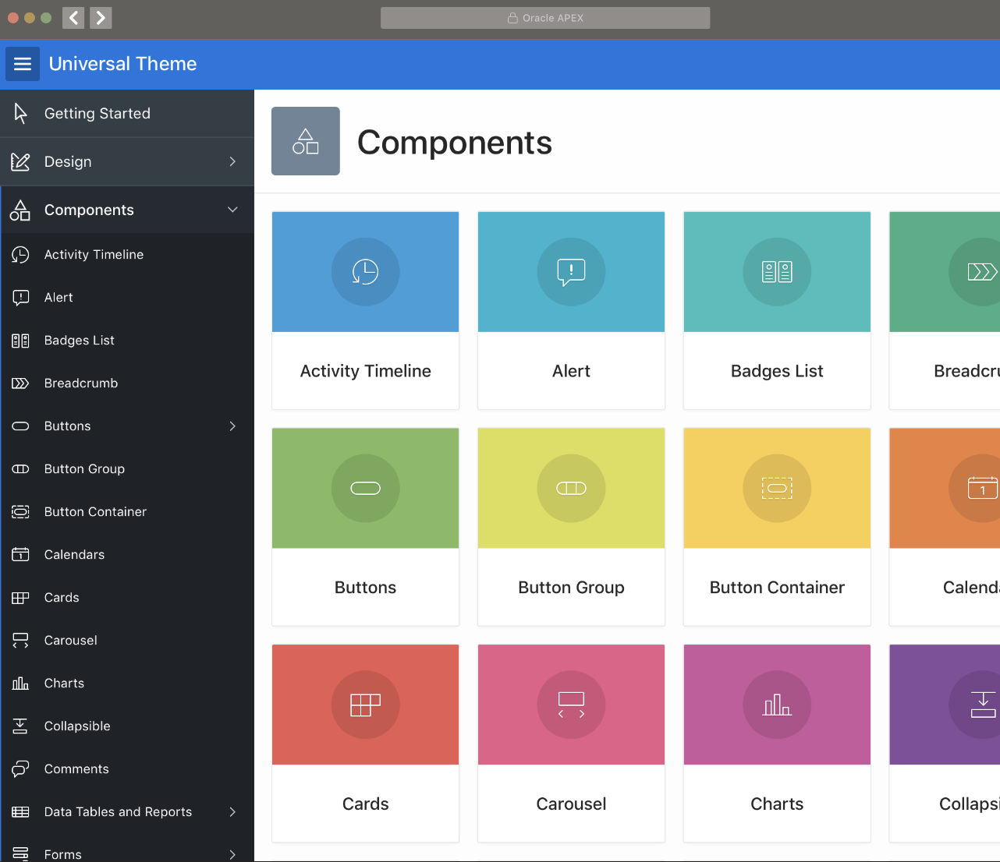 Oracle APEX
Universal Theme
Getting Started
Design
Components
Activity Timeline
Alert
Badges List
Breadcrumb
Buttons
Button Group
Button Container
1
Calendars
Cards
Carousel
Charts
Collapsible
Comments
Data Tables and Reports
Forms
Components
Activity Timeline
Alert
Badges List
Breadcru
Buttons
Button Group
Button Container
1
Calenda
Cards
Carousel
Charts
Collapsi